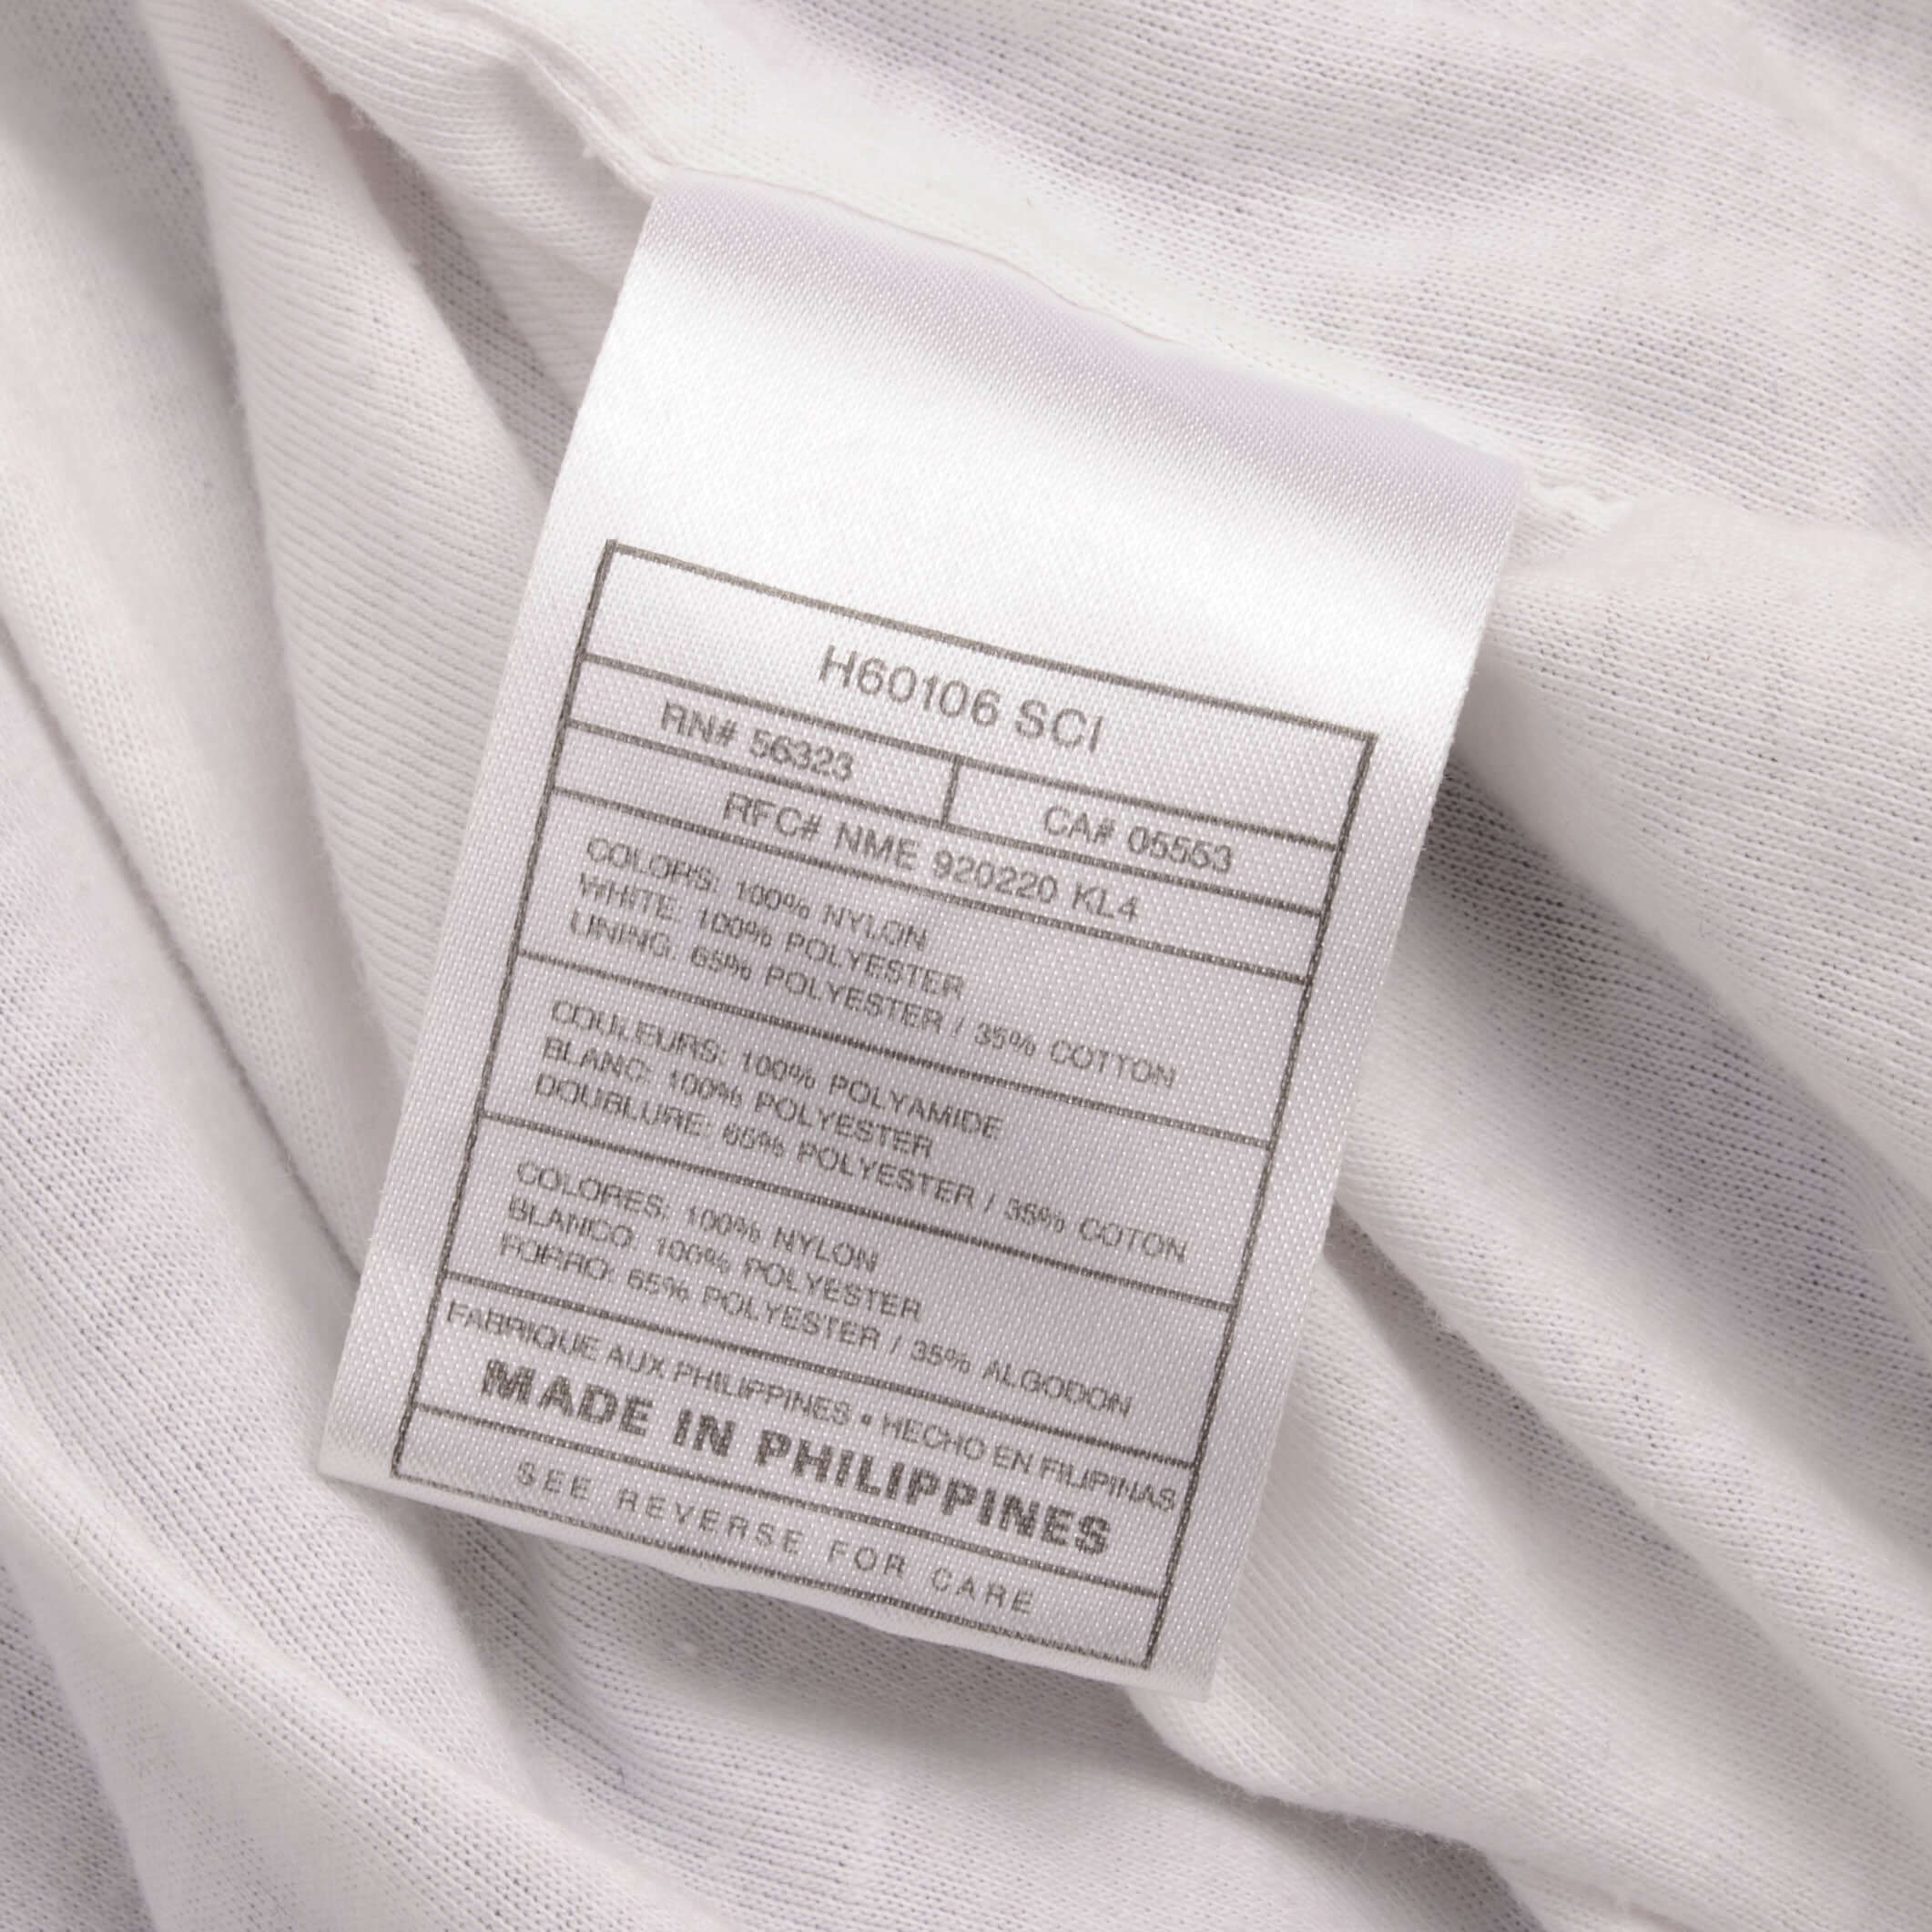 H60106 SCI
RN# 56323
CA# 05553
RFC# NME 920220 KL4
COLORS: 100% NYLON
WHITE: 100% POLYESTER
LINING: 65% POLYESTER / 35% COTTON
COULEURS: 100% POLYAMIDE
BLANC: 100% POLYESTER
DOUBLURE: 65% POLYESTER / 35% COTON
COLORES: 100% NYLON
BLANCO: 100% POLYESTER
FORRO: 65% POLYESTER / 35% ALGODON
FABRIQUE AUX PHILIPPINES • HECHO EN FILIPINAS
MADE IN PHILIPPINES
SEE REVERSE FOR CARE